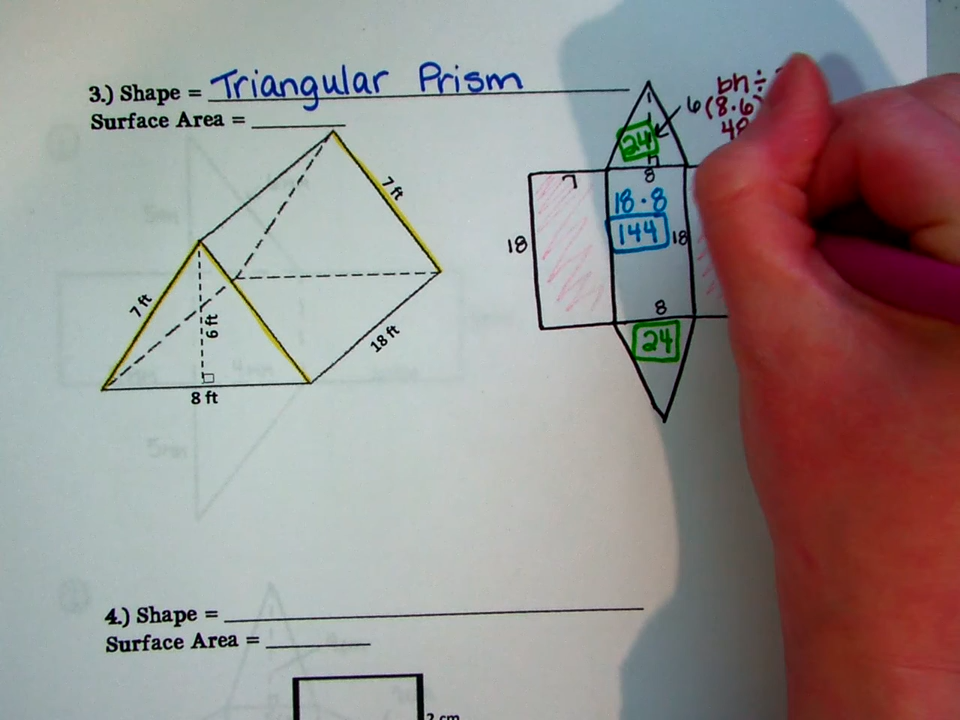 3.) Shape = Triangular Prism
Surface Area =
7 ft
7 ft
6 ft
18 ft
8 ft
bh ÷
6 (8·6)
24
8
7
18·8
144
18
18
8
24
4.) Shape =
Surface Area =
2 cm